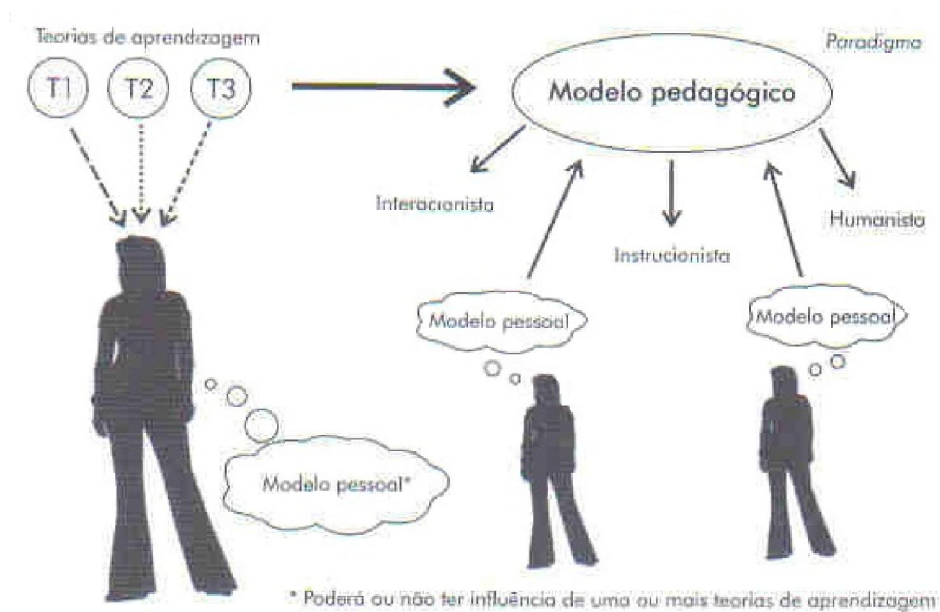 Teorias de aprendizagem
Paradigma
T1 T2 T3
Modelo pedagógico
Interacionista
Humanista
Instrucionista
Modelo pessoal
Modelo pessoal
Modelo pessoal*
* Poderá ou não ter influência de uma ou mais teorias de aprendizagem